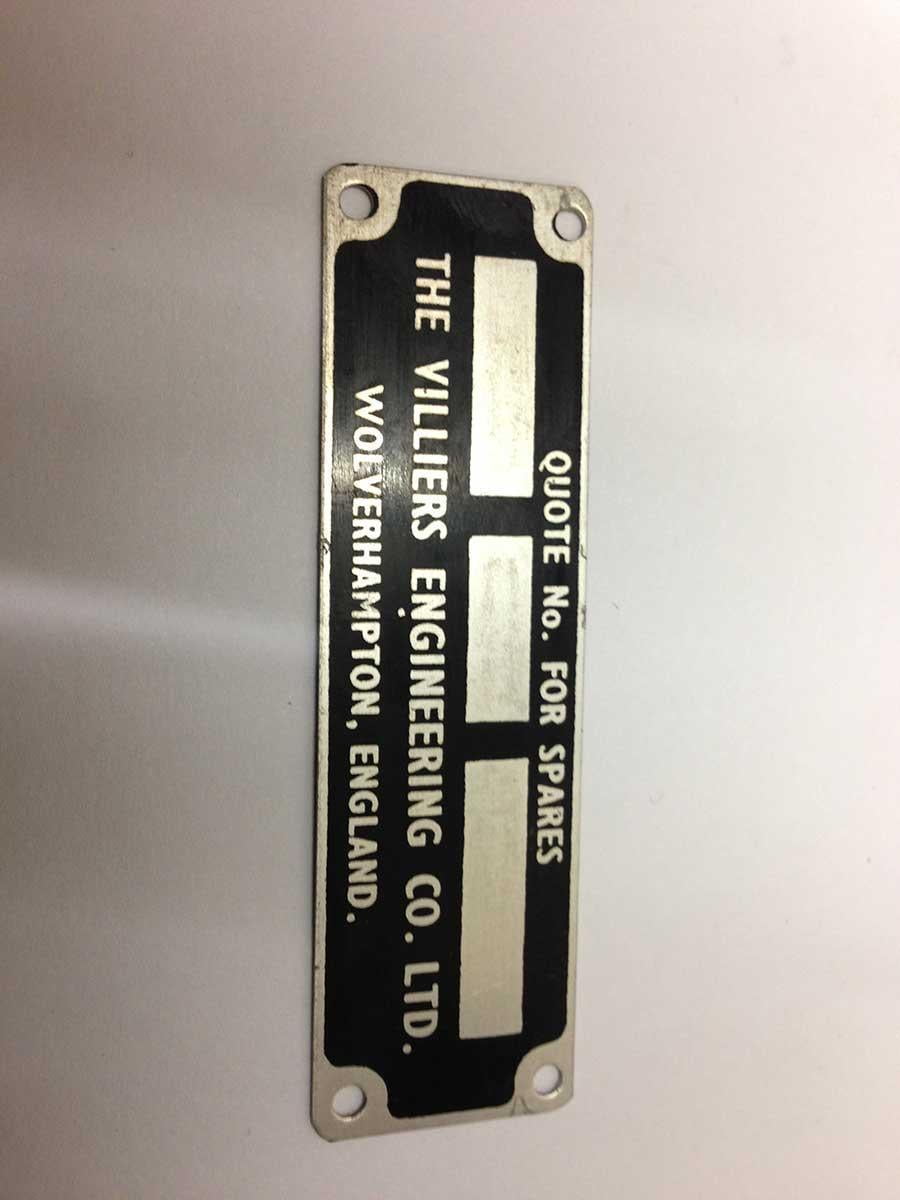 QUOTE No. FOR SPARES
THE VILLIERS ENGINEERING CO. LTD.
WOLVERHAMPTON, ENGLAND.